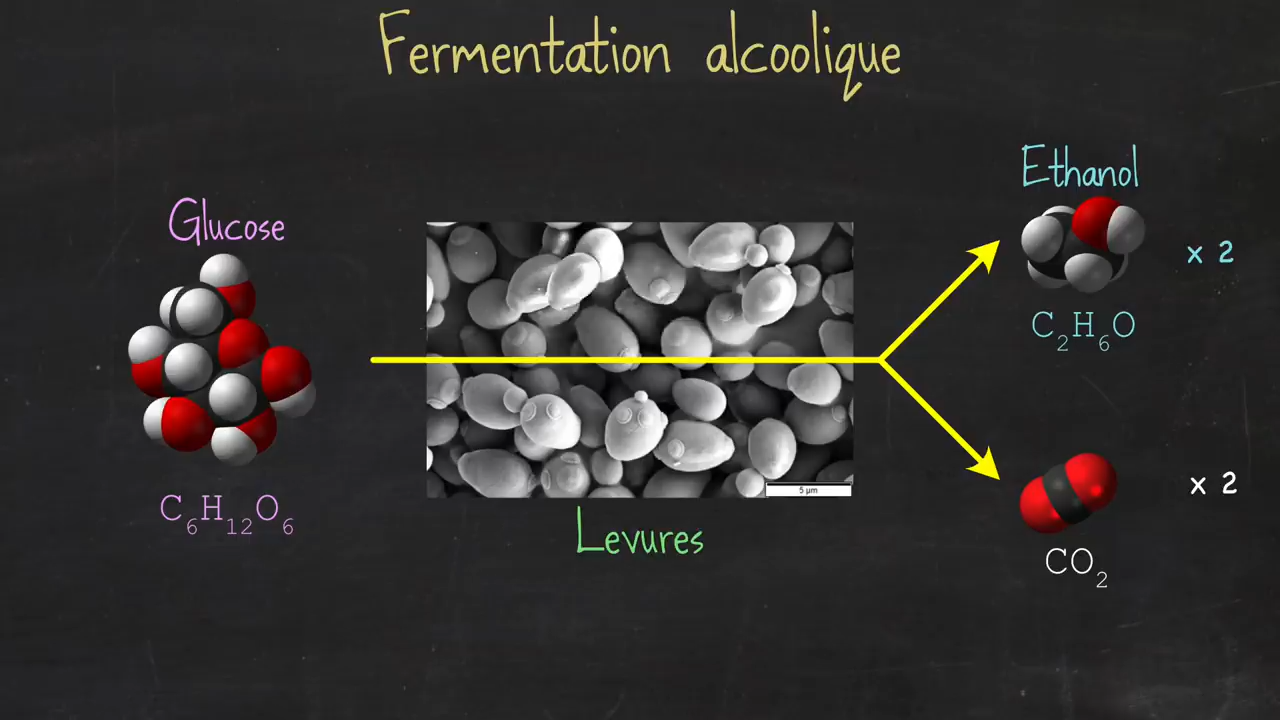 Fermentation alcoolique
Glucose
C6H12O6
5 µm
Levures
Ethanol
x 2
C2H6O
x 2
CO2